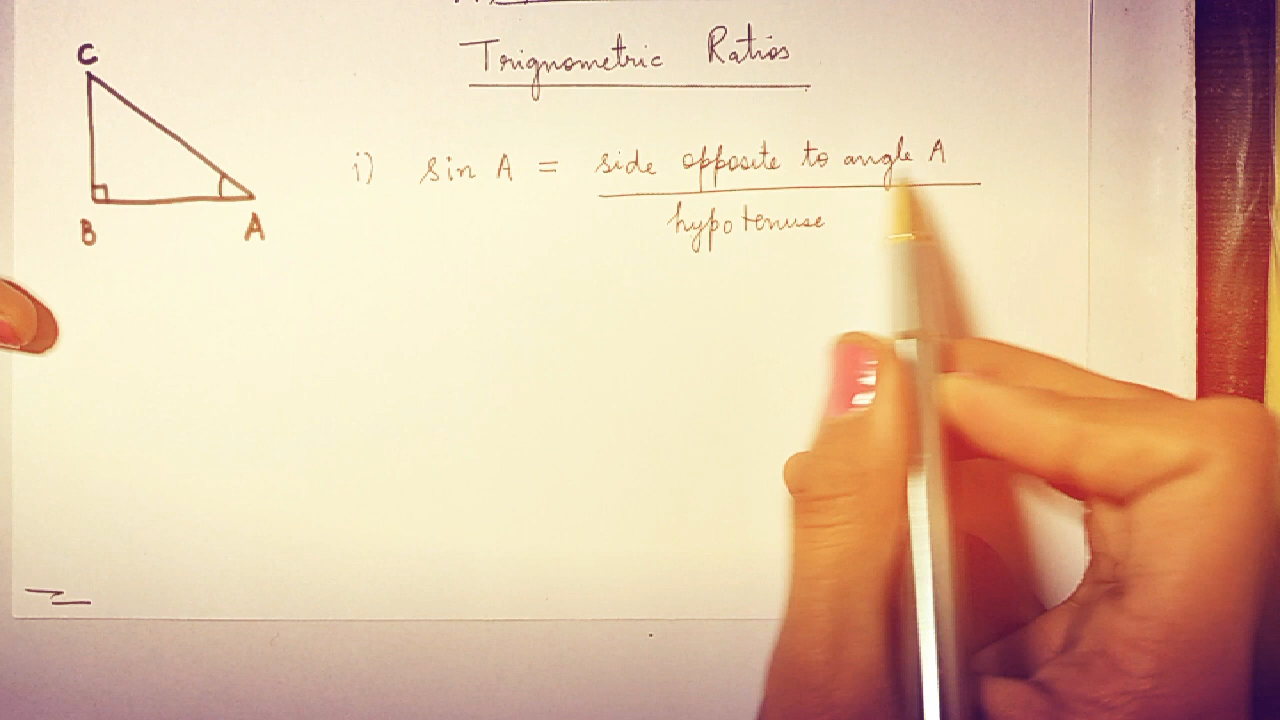 Trignometric Ratios
C
i) sin A = side opposite to angle A
hypotenuse
B A